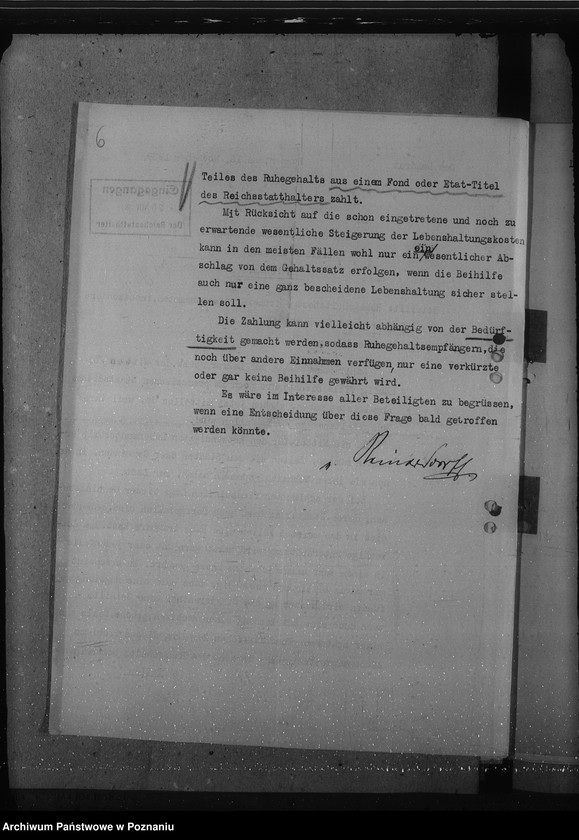 6
Teiles des Ruhegehalts aus einem Fond oder Etat-Titel
des Reichsstatthalters zahlt.
Mit Rücksicht auf die schon eingetretene und noch zu
erwartende wesentliche Steigerung der Lebenshaltungskosten
kann in den meisten Fällen wohl nur ein ein/wesentlicher Ab-
schlag von dem Gehaltssatz erfolgen, wenn die Beihilfe
auch nur eine ganz bescheidene Lebenshaltung sicher stel-
len soll.
Die Zahlung kann vielleicht abhängig von der Bedürf-
tigkeit gemacht werden, sodass Ruhegehaltsempfängern, die
noch über andere Einnahmen verfügen, nur eine verkürzte
oder gar keine Beihilfe gewährt wird.
Es wäre im Interesse aller Beteiligten zu begrüssen,
wenn eine Entscheidung über diese Frage bald getroffen
werden könnte.
Eingegangen
Der Reichsstatthalter
Archiwum Państwowe w Poznaniu